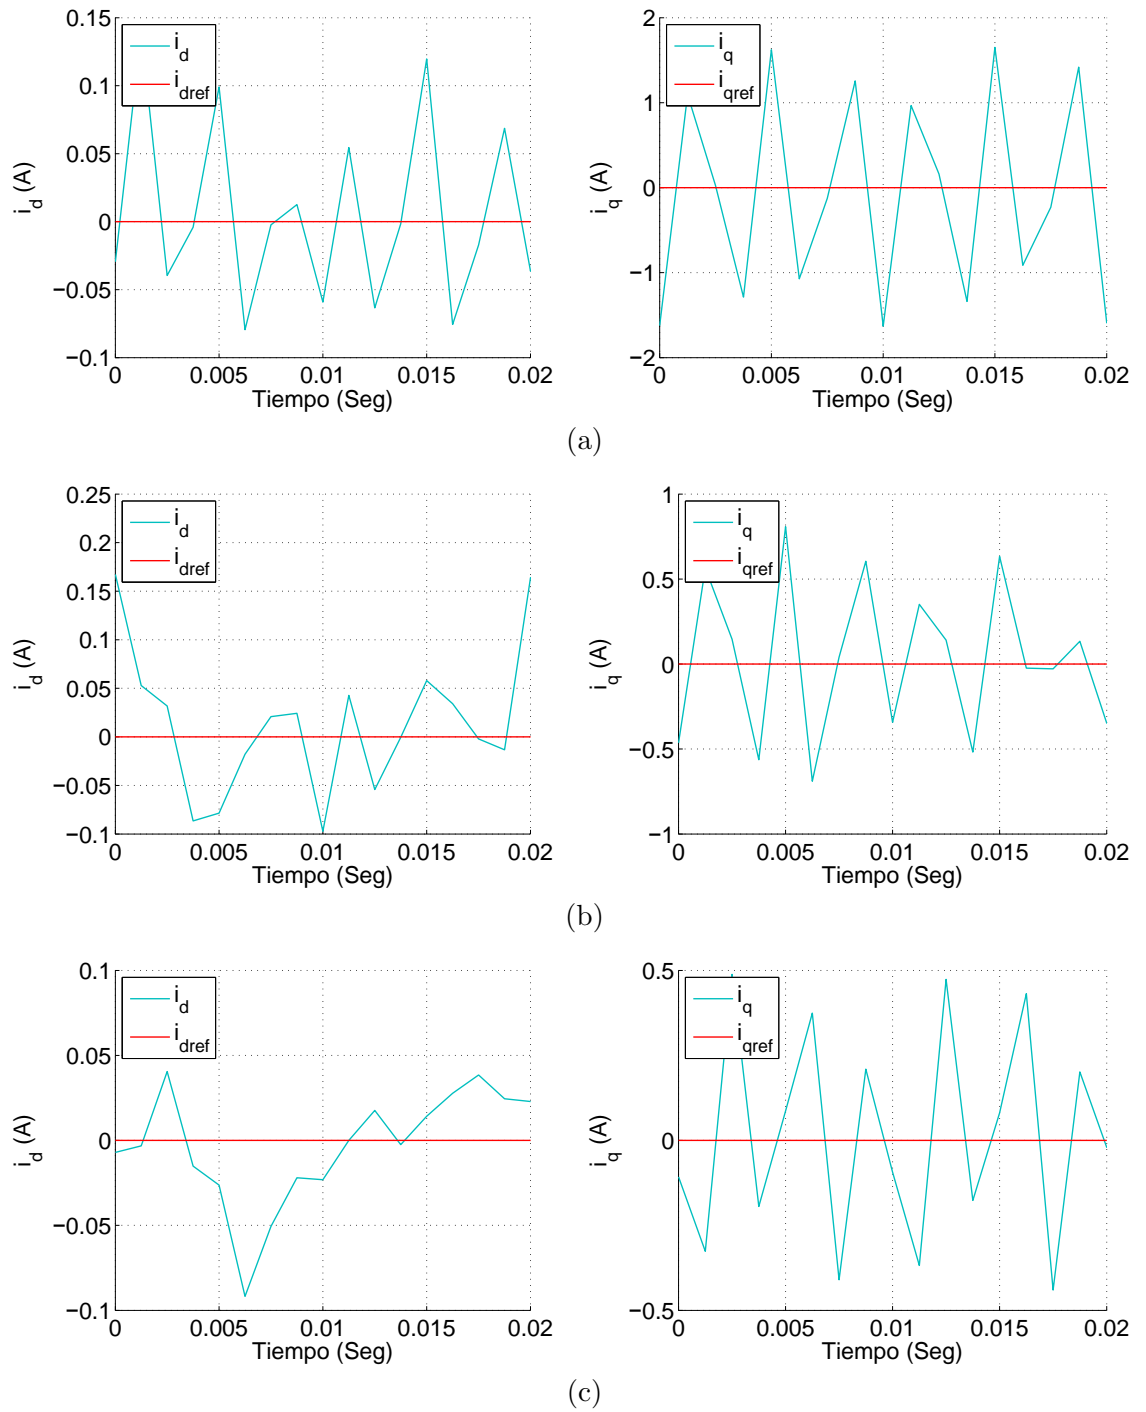 0.15
0.1
0.05
0
−0.05
−0.1
i_d (A)
i_d
i_dref
0 0.005 0.01 0.015 0.02
Tiempo (Seg)
2
1
0
−1
−2
i_q (A)
i_q
i_qref
0 0.005 0.01 0.015 0.02
Tiempo (Seg)
(a)
0.25
0.2
0.15
0.1
0.05
0
−0.05
−0.1
i_d (A)
i_d
i_dref
0 0.005 0.01 0.015 0.02
Tiempo (Seg)
1
0.5
0
−0.5
−1
i_q (A)
i_q
i_qref
0 0.005 0.01 0.015 0.02
Tiempo (Seg)
(b)
0.1
0.05
0
−0.05
−0.1
i_d (A)
i_d
i_dref
0 0.005 0.01 0.015 0.02
Tiempo (Seg)
0.5
0
−0.5
i_q (A)
i_q
i_qref
0 0.005 0.01 0.015 0.02
Tiempo (Seg)
(c)